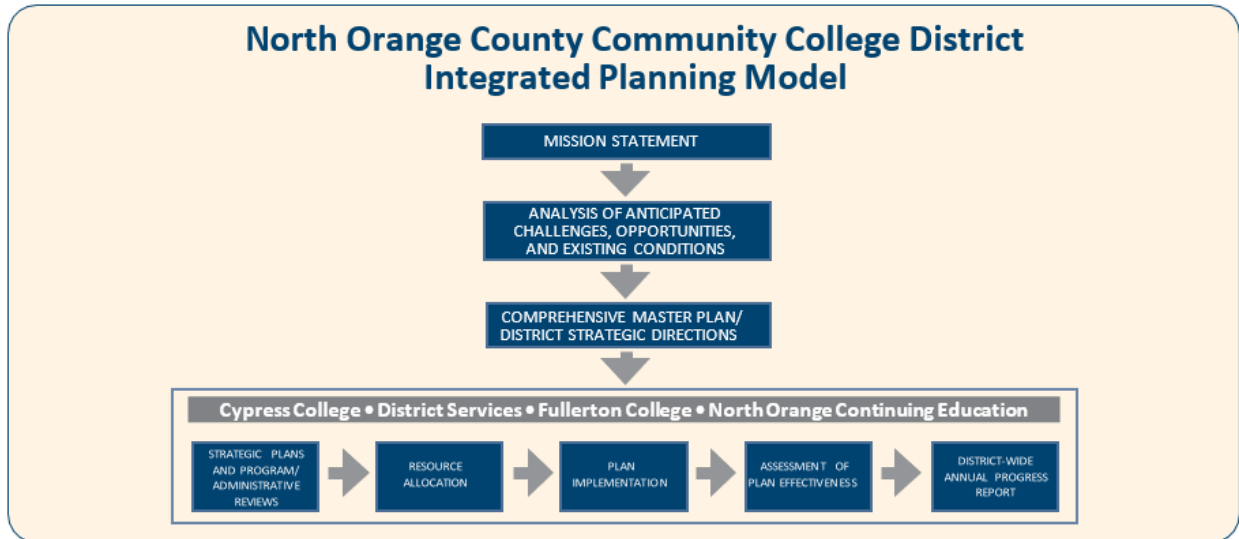 North Orange County Community College District
Integrated Planning Model
MISSION STATEMENT
ANALYSIS OF ANTICIPATED
CHALLENGES, OPPORTUNITIES,
AND EXISTING CONDITIONS
COMPREHENSIVE MASTER PLAN/
DISTRICT STRATEGIC DIRECTIONS
Cypress College • District Services • Fullerton College • North Orange Continuing Education
STRATEGIC PLANS
AND PROGRAM/
ADMINISTRATIVE
REVIEWS
RESOURCE
ALLOCATION
PLAN
IMPLEMENTATION
ASSESSMENT OF
PLAN EFFECTIVENESS
DISTRICT-WIDE
ANNUAL PROGRESS
REPORT